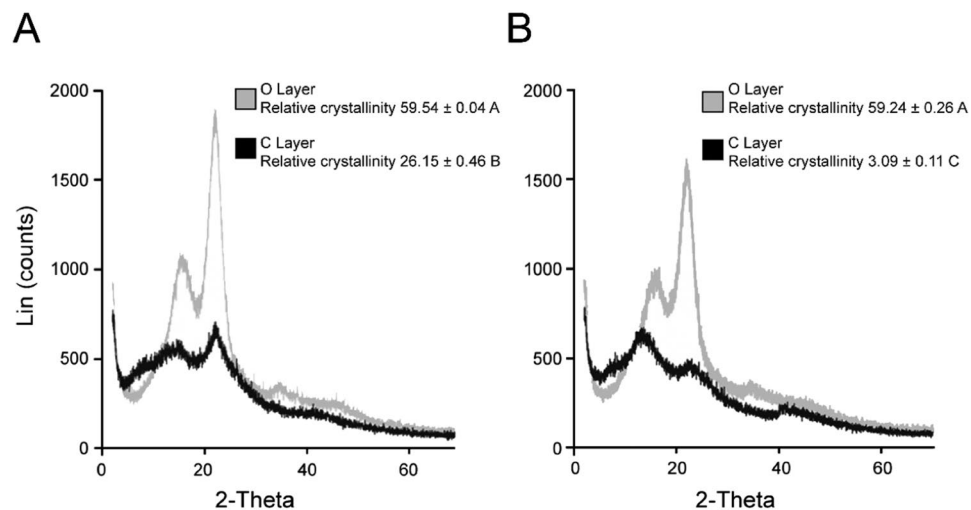 A
B
2000
1500
1000
500
0
0
20
40
60
Lin (counts)
2-Theta
O Layer
Relative crystallinity 59.54 ± 0.04 A
C Layer
Relative crystallinity 26.15 ± 0.46 B
2000
1500
1000
500
0
0
20
40
60
2-Theta
O Layer
Relative crystallinity 59.24 ± 0.26 A
C Layer
Relative crystallinity 3.09 ± 0.11 C